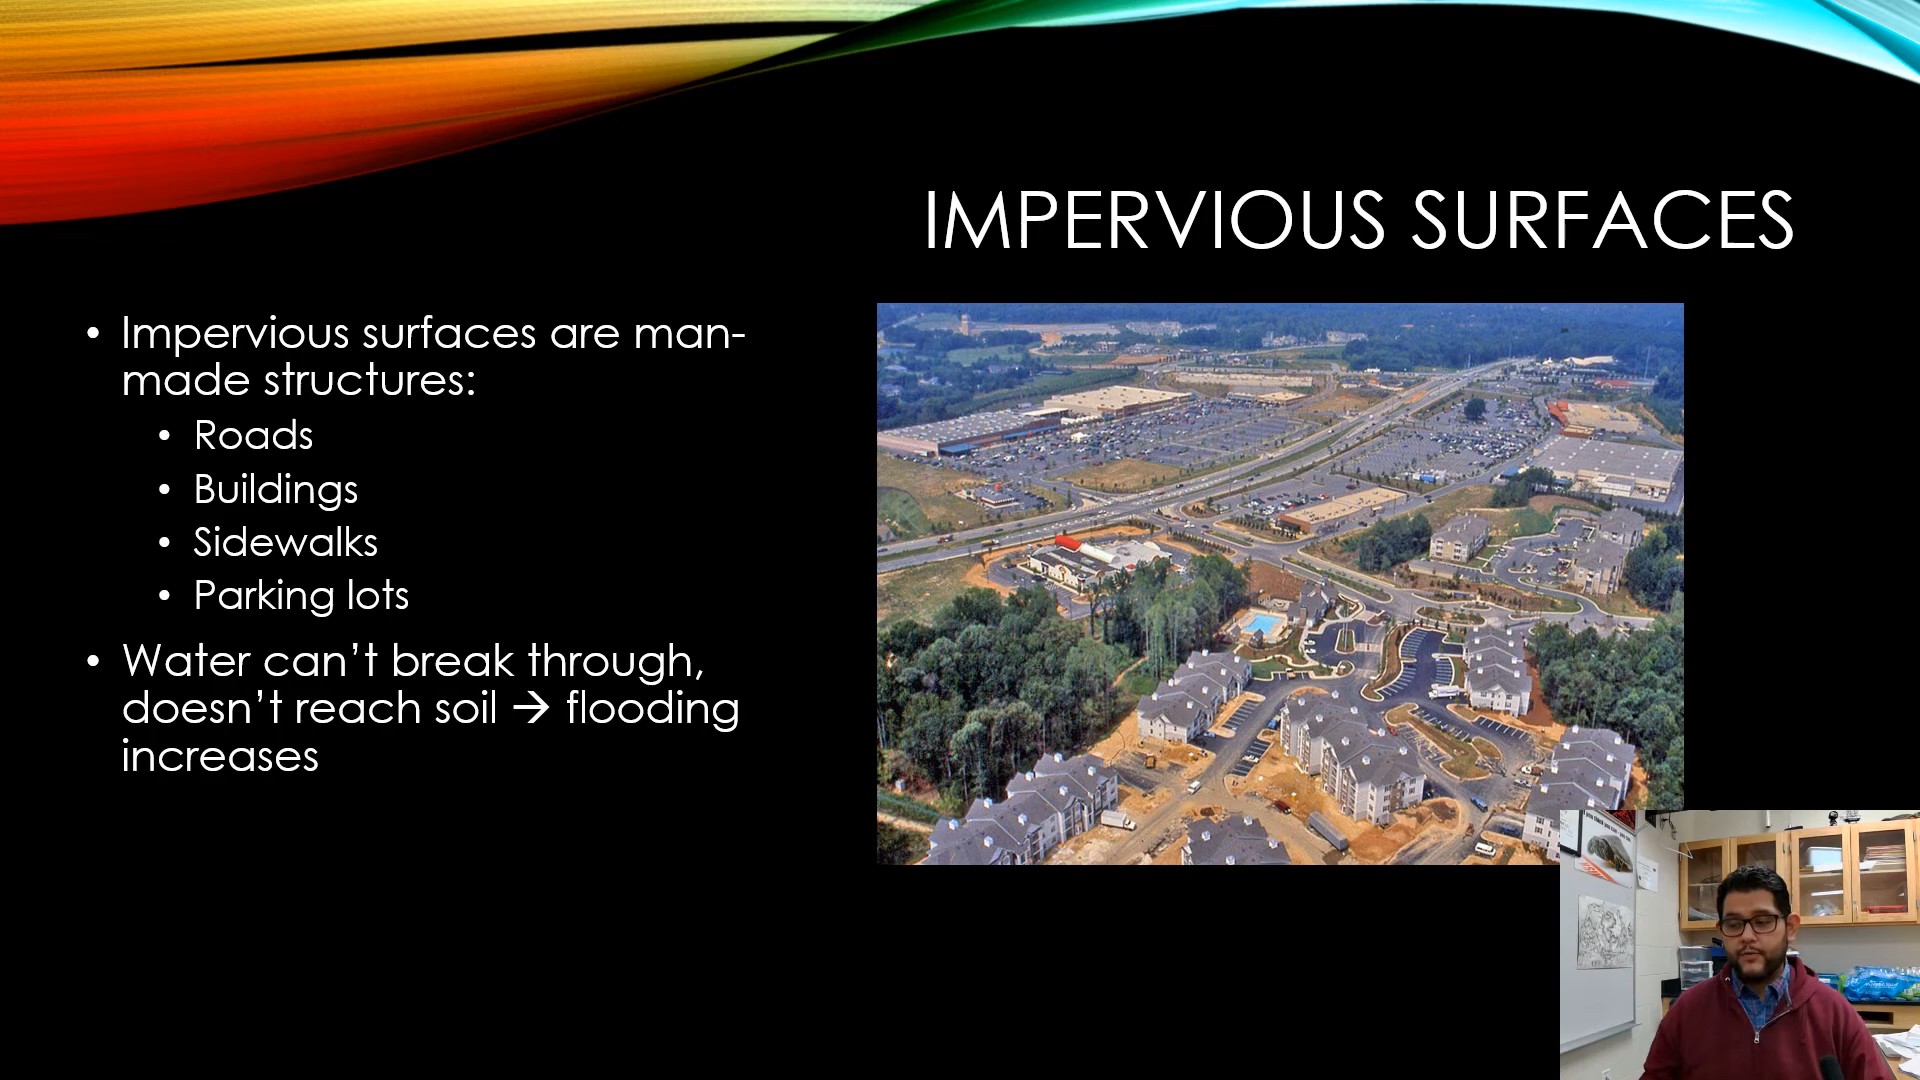 IMPERVIOUS SURFACES
• Impervious surfaces are man-
made structures:
• Roads
• Buildings
• Sidewalks
• Parking lots
• Water can’t break through,
doesn’t reach soil → flooding
increases